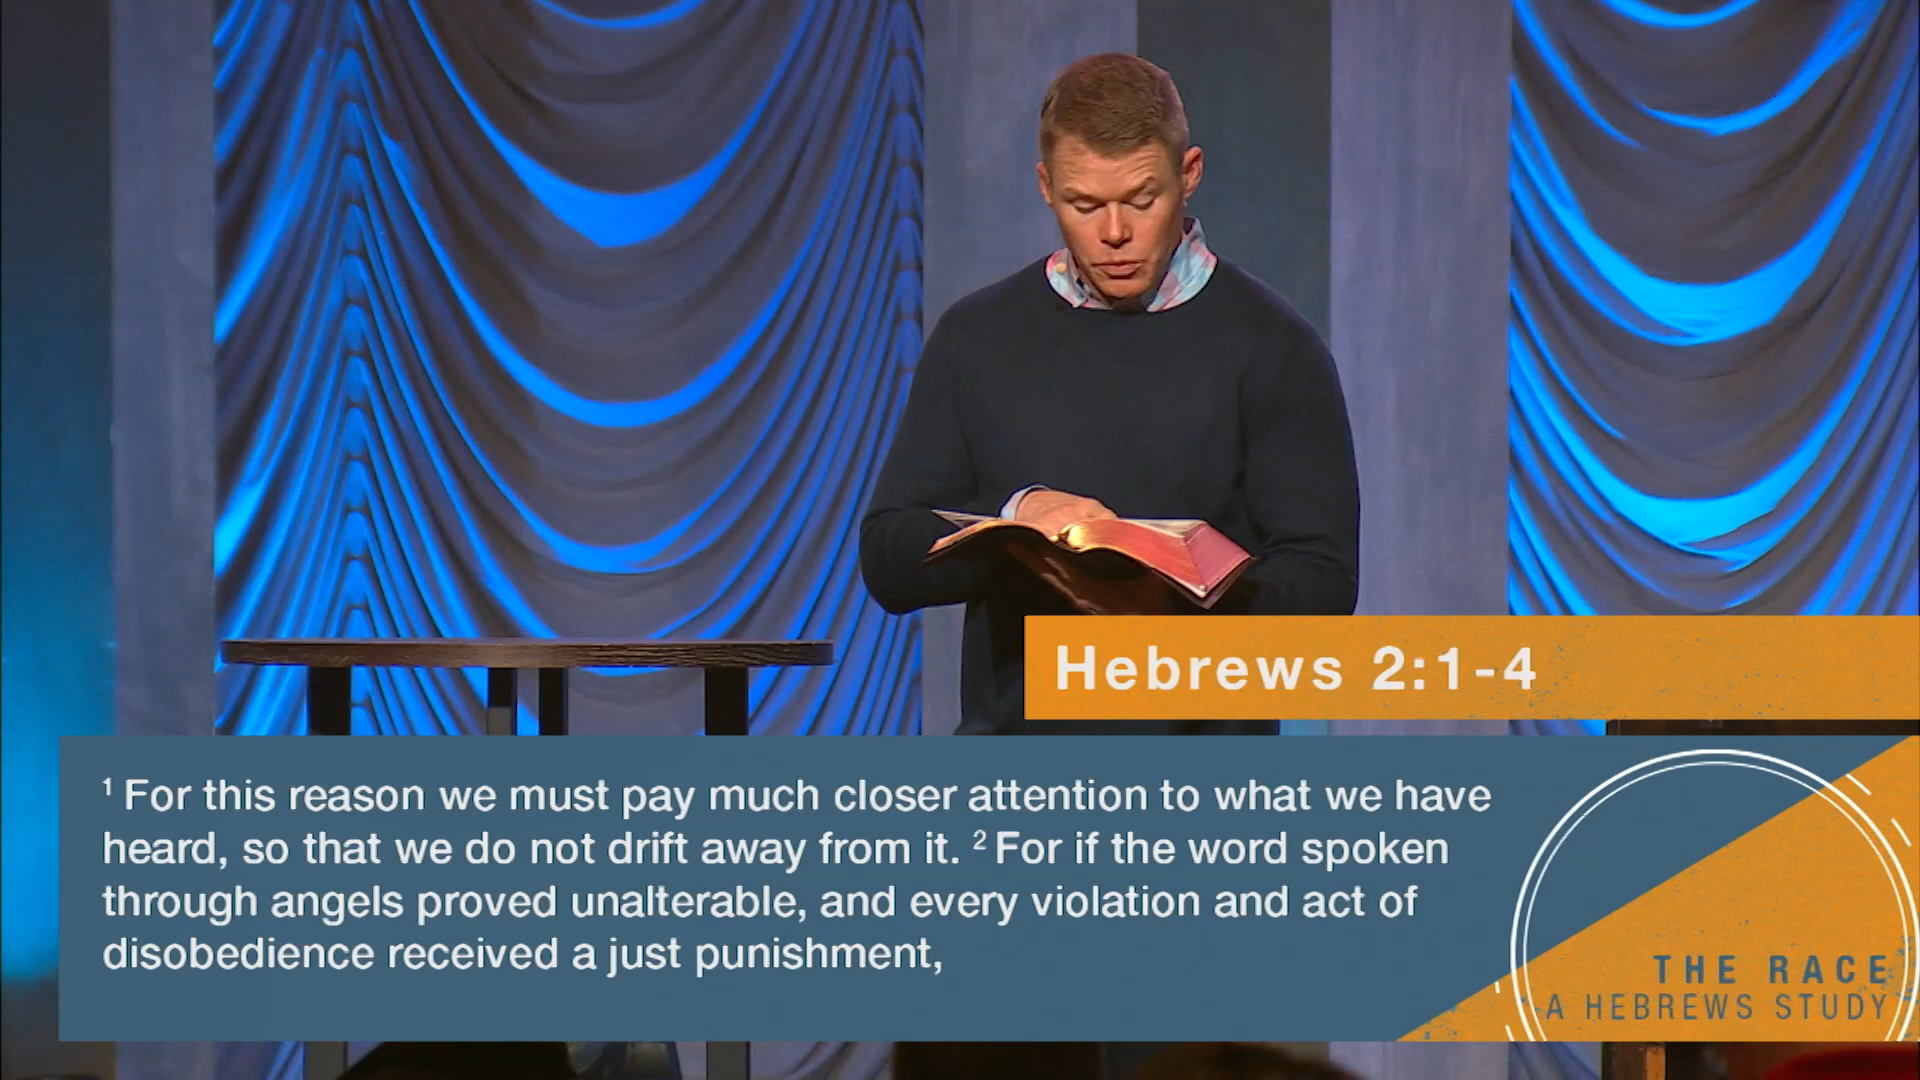 Hebrews 2:1-4
¹ For this reason we must pay much closer attention to what we have
heard, so that we do not drift away from it. ² For if the word spoken
through angels proved unalterable, and every violation and act of
disobedience received a just punishment,
THE RACE
A HEBREWS STUDY